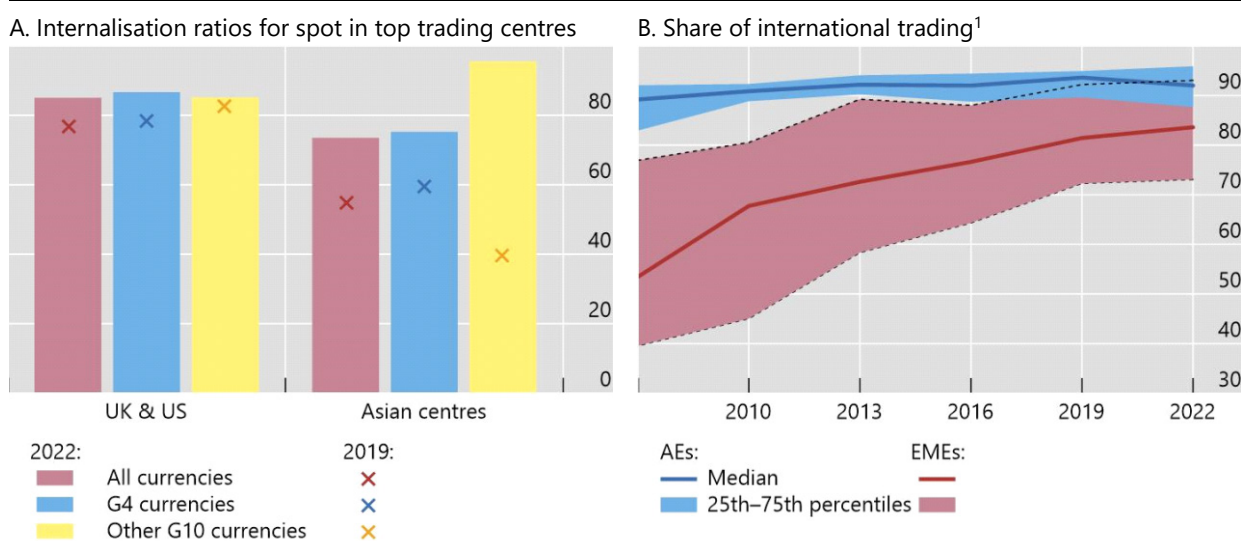 A. Internalisation ratios for spot in top trading centres
80
60
40
20
0
UK & US Asian centres
2022: 2019:
All currencies
G4 currencies
Other G10 currencies
B. Share of international trading1
90
80
70
60
50
40
30
2010 2013 2016 2019 2022
AEs: EMEs:
Median
25th–75th percentiles